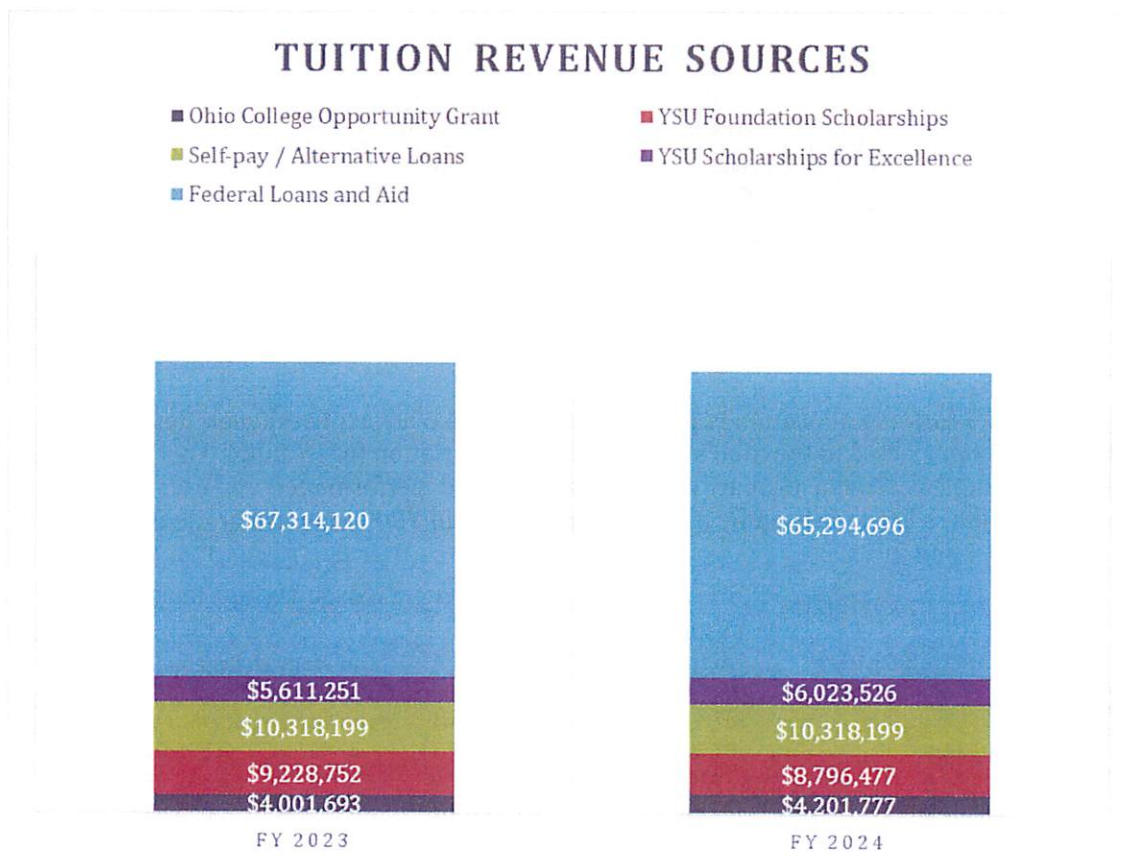 TUITION REVENUE SOURCES
Ohio College Opportunity Grant
YSU Foundation Scholarships
Self-pay / Alternative Loans
YSU Scholarships for Excellence
Federal Loans and Aid
$67,314,120
$65,294,696
$5,611,251
$6,023,526
$10,318,199
$10,318,199
$9,228,752
$8,796,477
$4,001,693
$4,201,777
FY 2023
FY 2024